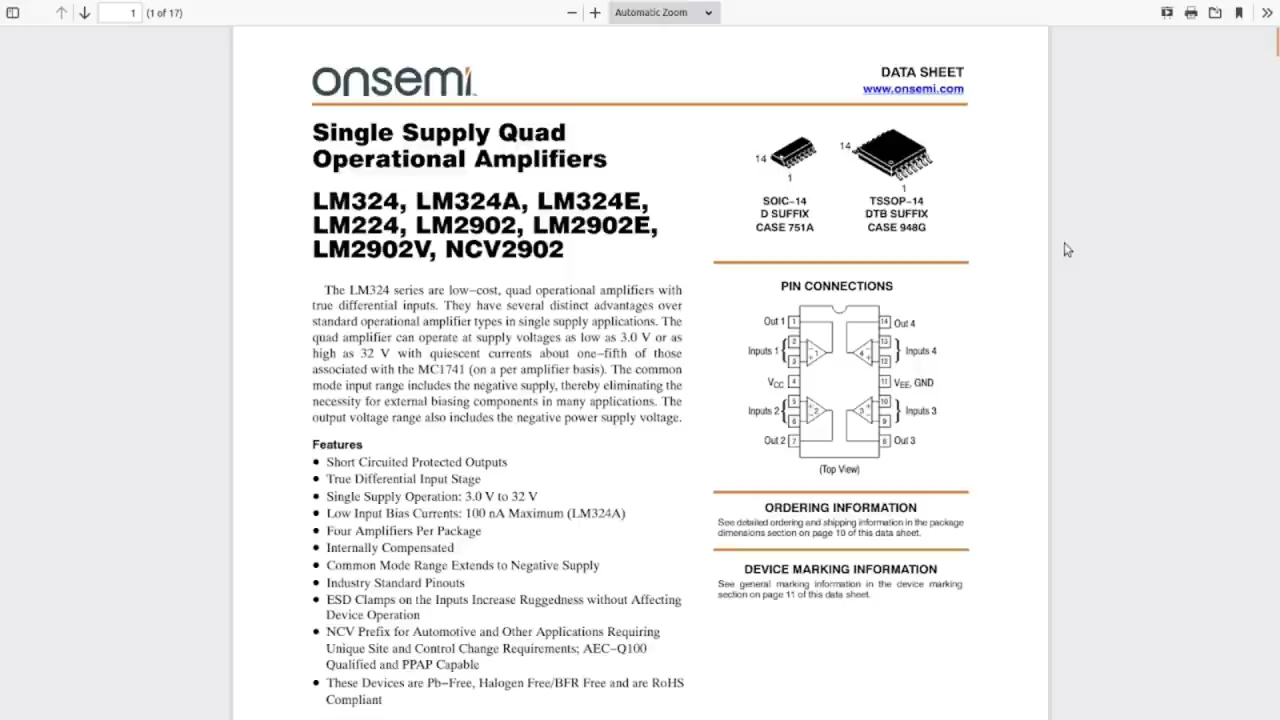 1 (1 of 17) Automatic Zoom
onsemi
DATA SHEET
www.onsemi.com
Single Supply Quad
Operational Amplifiers
LM324, LM324A, LM324E,
LM224, LM2902, LM2902E,
LM2902V, NCV2902
The LM324 series are low−cost, quad operational amplifiers with
true differential inputs. They have several distinct advantages over
standard operational amplifier types in single supply applications. The
quad amplifier can operate at supply voltages as low as 3.0 V or as
high as 32 V with quiescent currents about one−fifth of those
associated with the MC1741 (on a per amplifier basis). The common
mode input range includes the negative supply, thereby eliminating the
necessity for external biasing components in many applications. The
output voltage range also includes the negative power supply voltage.
Features
• Short Circuited Protected Outputs
• True Differential Input Stage
• Single Supply Operation: 3.0 V to 32 V
• Low Input Bias Currents: 100 nA Maximum (LM324A)
• Four Amplifiers Per Package
• Internally Compensated
• Common Mode Range Extends to Negative Supply
• Industry Standard Pinouts
• ESD Clamps on the Inputs Increase Ruggedness without Affecting
Device Operation
• NCV Prefix for Automotive and Other Applications Requiring
Unique Site and Control Change Requirements; AEC−Q100
Qualified and PPAP Capable
• These Devices are Pb−Free, Halogen Free/BFR Free and are RoHS
Compliant
14 14
1 1
SOIC−14 TSSOP−14
D SUFFIX DTB SUFFIX
CASE 751A CASE 948G
PIN CONNECTIONS
Out 1 1 14 Out 4
2 13
Inputs 1 1 4 Inputs 4
3 12
VCC 4 11 VEE, GND
5 10
Inputs 2 2 3 Inputs 3
6 9
Out 2 7 8 Out 3
(Top View)
ORDERING INFORMATION
See detailed ordering and shipping information in the package
dimensions section on page 10 of this data sheet.
DEVICE MARKING INFORMATION
See general marking information in the device marking
section on page 11 of this data sheet.